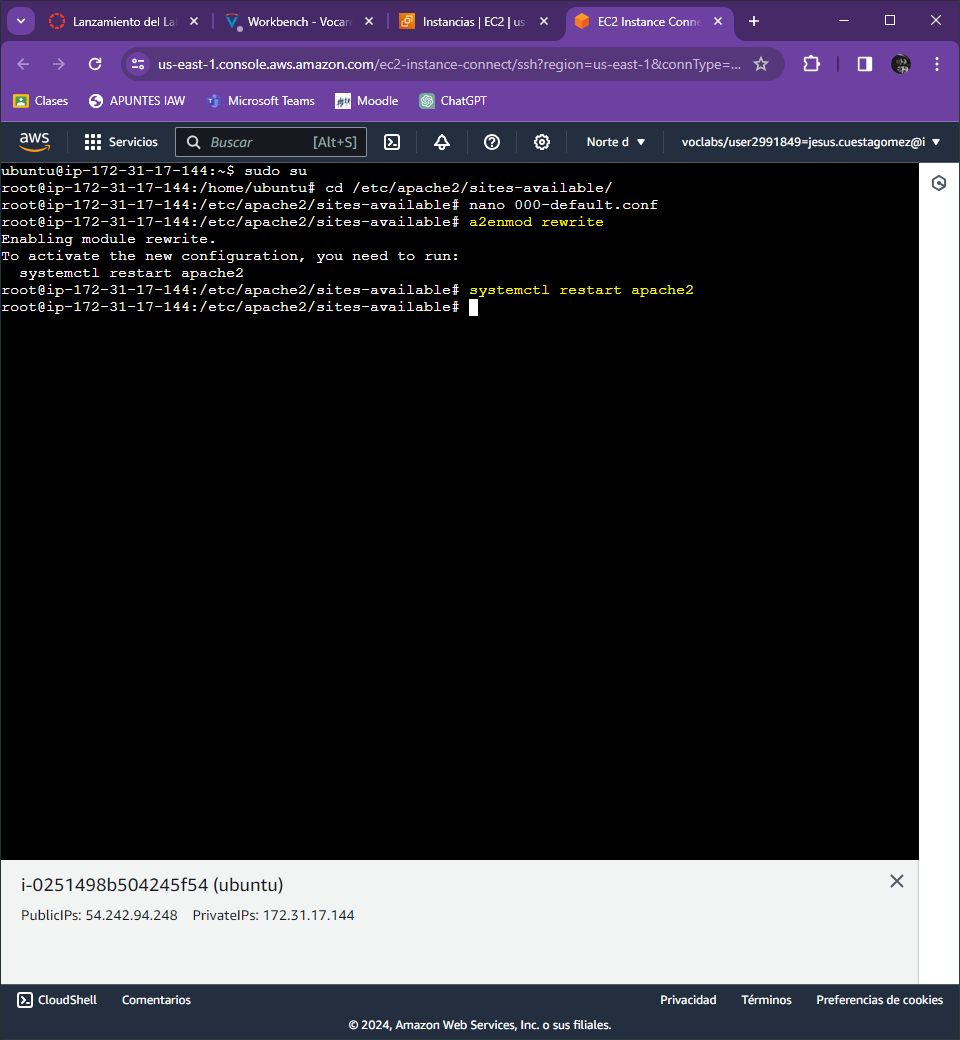 Lanzamiento del La
Workbench - Vocar
Instancias | EC2 | us
EC2 Instance Conne
us-east-1.console.aws.amazon.com/ec2-instance-connect/ssh?region=us-east-1&connType=...
Clases
APUNTES IAW
Microsoft Teams
Moodle
ChatGPT
aws
Servicios
Buscar
[Alt+S]
Norte d
voclabs/user2991849=jesus.cuestagomez@i
ubuntu@ip-172-31-17-144:~$ sudo su
root@ip-172-31-17-144:/home/ubuntu# cd /etc/apache2/sites-available/
root@ip-172-31-17-144:/etc/apache2/sites-available# nano 000-default.conf
root@ip-172-31-17-144:/etc/apache2/sites-available# a2enmod rewrite
Enabling module rewrite.
To activate the new configuration, you need to run:
  systemctl restart apache2
root@ip-172-31-17-144:/etc/apache2/sites-available# systemctl restart apache2
root@ip-172-31-17-144:/etc/apache2/sites-available#
i-0251498b504245f54 (ubuntu)
PublicIPs: 54.242.94.248 PrivateIPs: 172.31.17.144
CloudShell
Comentarios
Privacidad
Términos
Preferencias de cookies
© 2024, Amazon Web Services, Inc. o sus filiales.